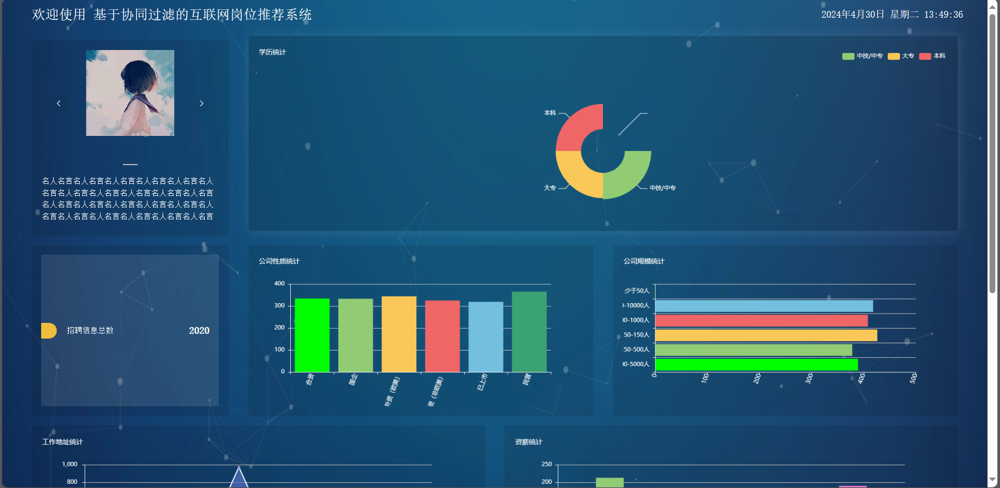 欢迎使用 基于协同过滤的互联网岗位推荐系统
2024年4月30日 星期二 13:49:36
学历统计
中技/中专 大专 本科
本科
大专
中技/中专
名人名言名人名言名人名言名人名言名人名言名人
名言名人名言名人名言名人名言名人名言名人名言
名人名言名人名言名人名言名人名言名人名言名人
名言名人名言名人名言名人名言名人名言名人名言
招聘信息总数 2020
公司性质统计
400
300
200
100
0
合资
国企
外资（欧美）
资（非欧美）
已上市
民营
公司规模统计
少于50人
0-10000人
00-1000人
50-150人
150-500人
00-5000人
0
100
200
300
400
500
工作地址统计
1,000
800
资薪统计
250
200